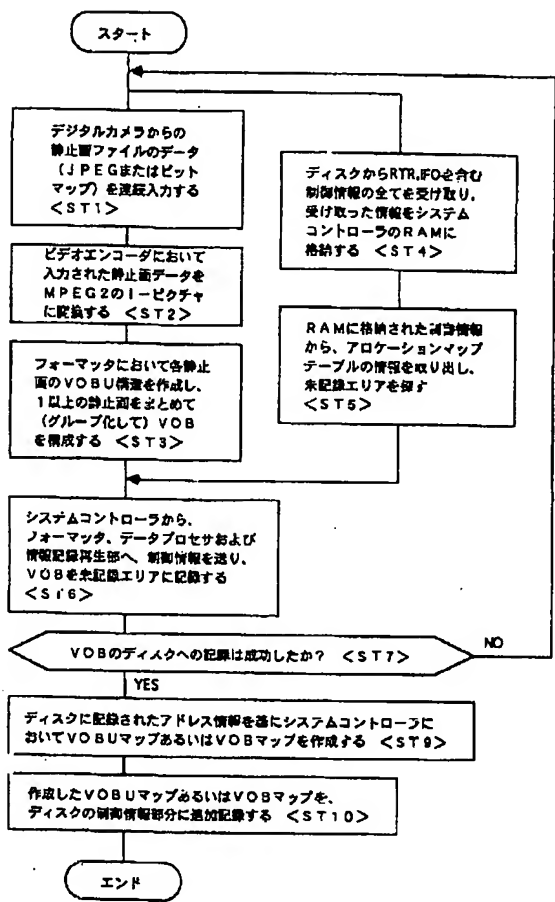 スタート
デジタルカメラからの
静止画ファイルのデータ
(JPEGまたはビット
マップ)を連続入力する
<ST1>
ビデオエンコーダにおいて
入力された静止画データを
MPEG2のI-ピクチャ
に変換する <ST2>
フォーマッタにおいて各静止
画のVOBU構造を作成し、
1以上の静止画をまとめて
(グループ化して)VOB
を構成する <ST3>
ディスクからRTR.IFOを含む
制御情報の全てを受け取り、
受け取った情報をシステム
コントローラのRAMに
格納する <ST4>
RAMに格納された制御情報
から、アロケーションマップ
テーブルの情報を取り出し、
未記録エリアを探す
<ST5>
システムコントローラから、
フォーマッタ、データプロセサおよび
情報記録再生部へ、制御情報を送り、
VOBを未記録エリアに記録する
<ST6>
VOBのディスクへの記録は成功したか? <ST7>
NO
YES
ディスクに記録されたアドレス情報を基にシステムコントローラに
おいてVOBUマップあるいはVOBマップを作成する <ST9>
作成したVOBUマップあるいはVOBマップを、
ディスクの制御情報部分に追加記録する <ST10>
エンド